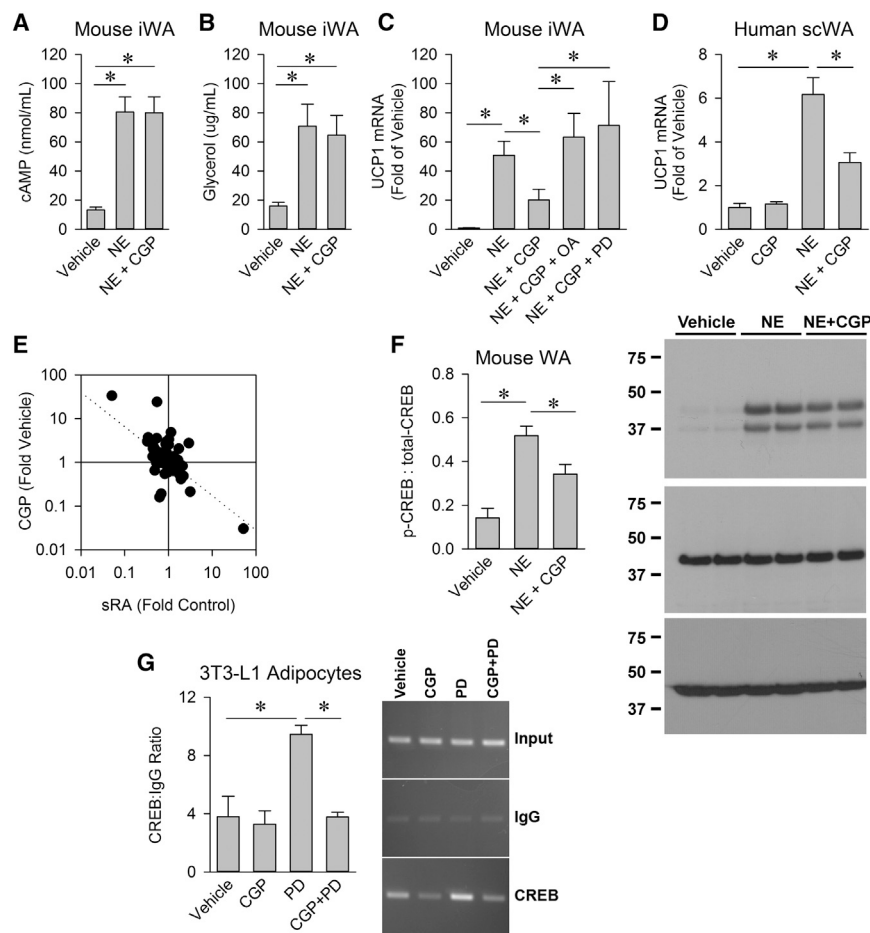 A Mouse iWA
cAMP (nmol/mL)
120
100
80
60
40
20
0
*
*
Vehicle
NE
NE + CGP
B Mouse iWA
Glycerol (ug/mL)
120
100
80
60
40
20
0
*
*
Vehicle
NE
NE + CGP
C Mouse iWA
UCP1 mRNA
(Fold of Vehicle)
120
100
80
60
40
20
0
*
*
*
*
Vehicle
NE
NE + CGP
NE + CGP + OA
NE + CGP + PD
D Human scWA
UCP1 mRNA
(Fold of Vehicle)
8
6
4
2
0
*
*
Vehicle
CGP
NE
NE + CGP
E
CGP (Fold Vehicle)
100
10
1
0.1
0.01
0.01 0.1 1 10 100
sRA (Fold Control)
F Mouse WA
p-CREB : total-CREB
0.8
0.6
0.4
0.2
0.0
*
*
Vehicle
NE
NE + CGP
Vehicle NE NE+CGP
75
50
37
75
50
37
75
50
37
G 3T3-L1 Adipocytes
CREB:IgG Ratio
12
8
4
0
*
*
Vehicle
CGP
PD
CGP+PD
Vehicle
CGP
PD
CGP+PD
Input
IgG
CREB